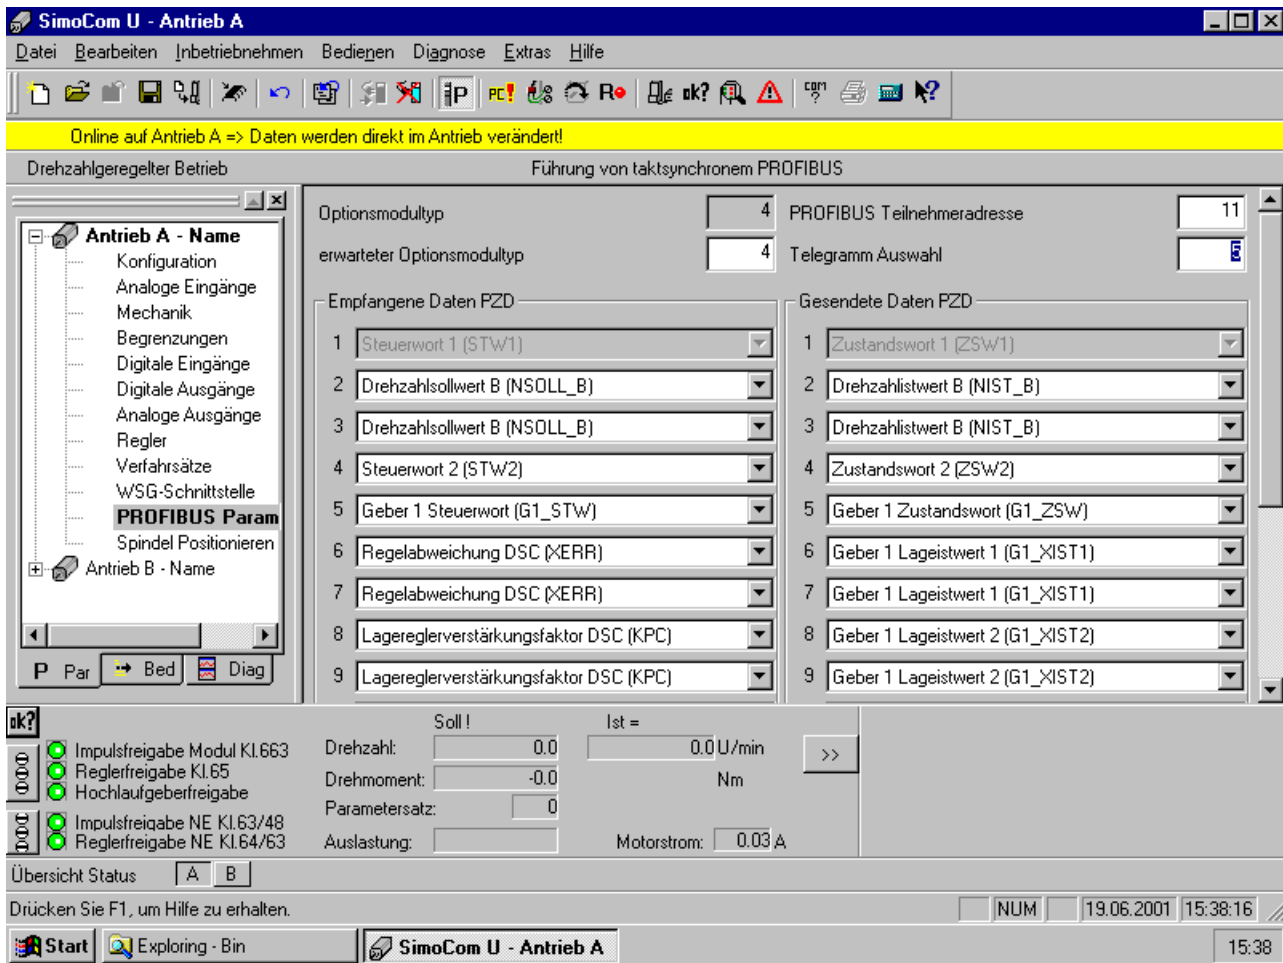 SimoCom U - Antrieb A
Datei Bearbeiten Inbetriebnehmen Bedienen Diagnose Extras Hilfe
P PC! R ok? com ?
Online auf Antrieb A => Daten werden direkt im Antrieb verändert!
Drehzahlgeregelter Betrieb Führung von taktsynchronem PROFIBUS
Optionsmodultyp 4 PROFIBUS Teilnehmeradresse 11
erwarteter Optionsmodultyp 4 Telegramm Auswahl 5
Antrieb A - Name
Konfiguration
Analoge Eingänge
Mechanik
Begrenzungen
Digitale Eingänge
Digitale Ausgänge
Analoge Ausgänge
Regler
Verfahrsätze
WSG-Schnittstelle
PROFIBUS Param
Spindel Positionieren
Antrieb B - Name
P Par Bed Diag
Empfangene Daten PZD
1 Steuerwort 1 (STW1)
2 Drehzahlsollwert B (NSOLL_B)
3 Drehzahlsollwert B (NSOLL_B)
4 Steuerwort 2 (STW2)
5 Geber 1 Steuerwort (G1_STW)
6 Regelabweichung DSC (XERR)
7 Regelabweichung DSC (XERR)
8 Lagereglerverstärkungsfaktor DSC (KPC)
9 Lagereglerverstärkungsfaktor DSC (KPC)
Gesendete Daten PZD
1 Zustandswort 1 (ZSW1)
2 Drehzahlistwert B (NIST_B)
3 Drehzahlistwert B (NIST_B)
4 Zustandswort 2 (ZSW2)
5 Geber 1 Zustandswort (G1_ZSW)
6 Geber 1 Lageistwert 1 (G1_XIST1)
7 Geber 1 Lageistwert 1 (G1_XIST1)
8 Geber 1 Lageistwert 2 (G1_XIST2)
9 Geber 1 Lageistwert 2 (G1_XIST2)
ok?
Impulsfreigabe Modul Kl.663
Reglerfreigabe Kl.65
Hochlaufgeberfreigabe
Impulsfreigabe NE Kl.63/48
Reglerfreigabe NE Kl.64/63
Soll ! Ist =
Drehzahl: 0.0 0.0 U/min >>
Drehmoment: -0.0 Nm
Parametersatz: 0
Auslastung: Motorstrom: 0.03 A
Übersicht Status A B
Drücken Sie F1, um Hilfe zu erhalten. NUM 19.06.2001 15:38:16
Start Exploring - Bin SimoCom U - Antrieb A 15:38